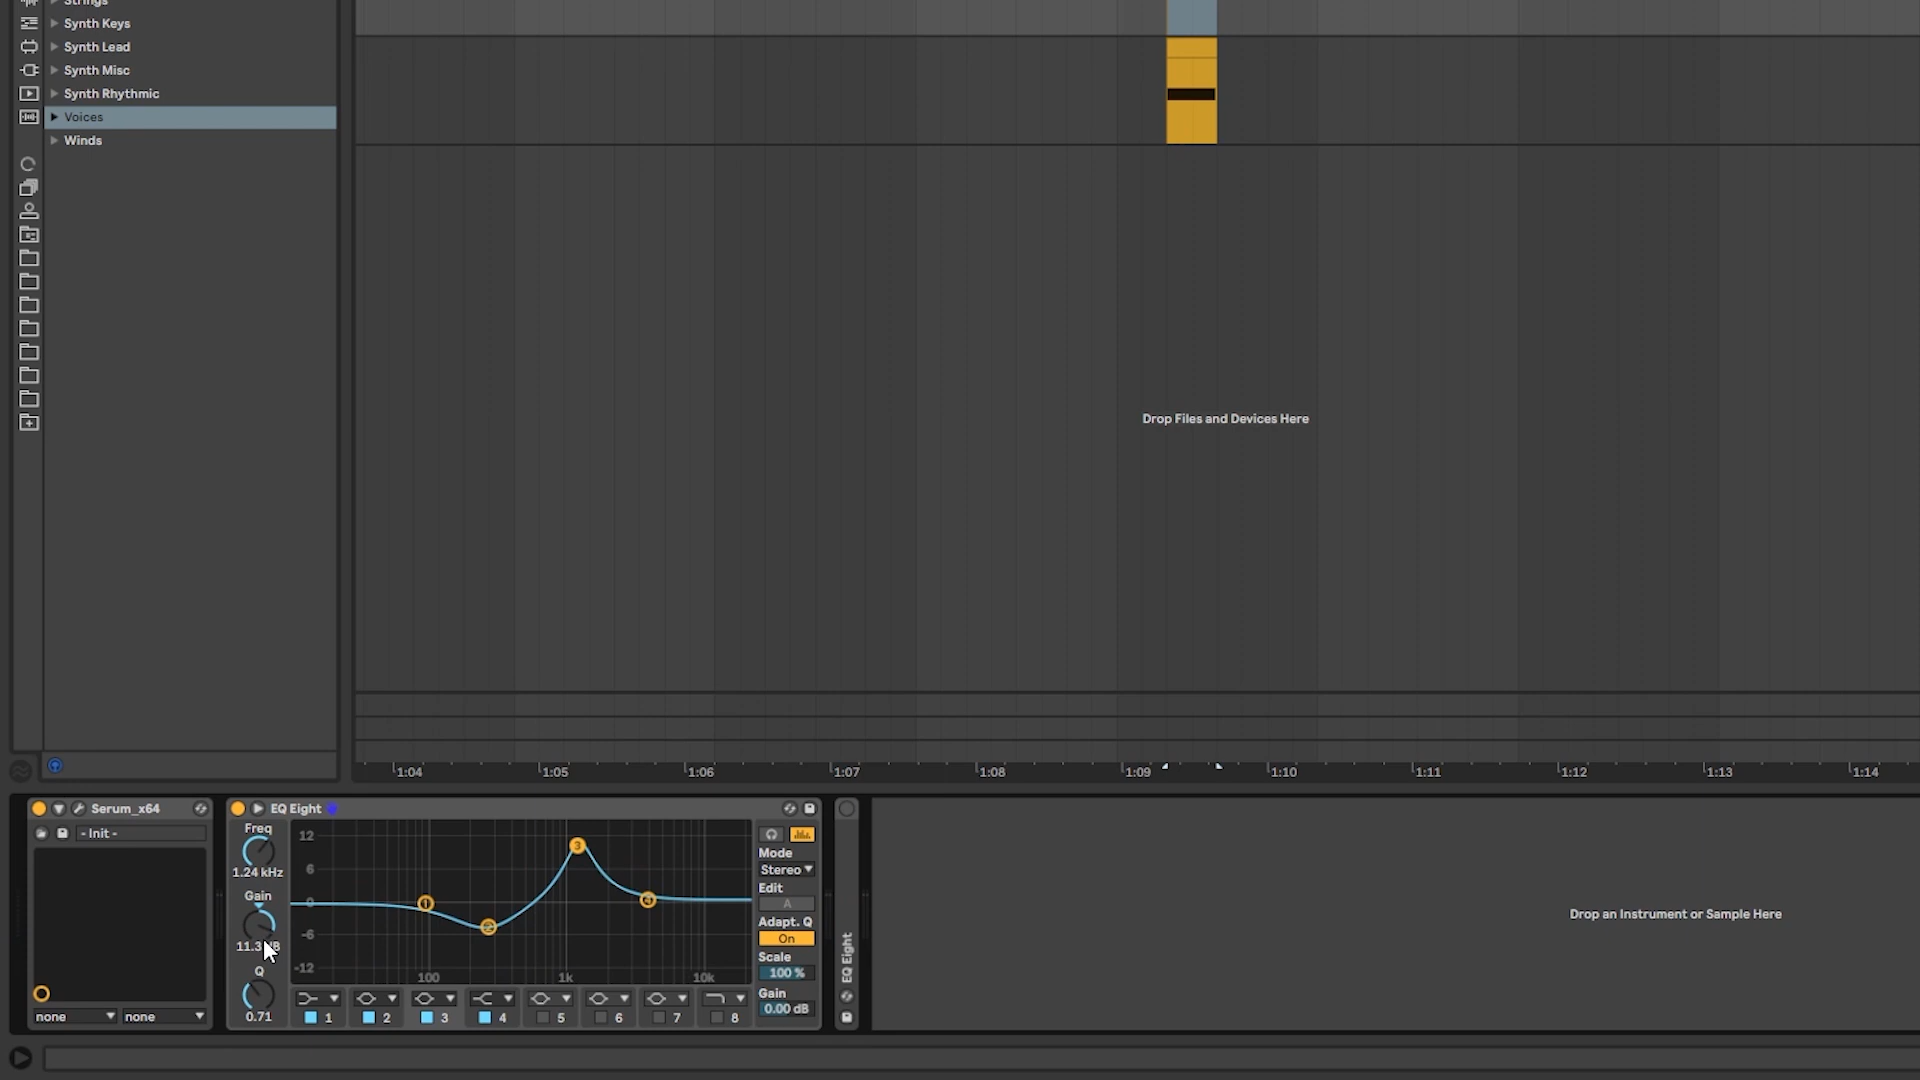 Strings
Synth Keys
Synth Lead
Synth Misc
Synth Rhythmic
Voices
Winds
Drop Files and Devices Here
1:04 1:05 1:06 1:07 1:08 1:09 1:10 1:11 1:12 1:13 1:14
Serum_x64
- Init -
none none
EQ Eight
Freq
1.24 kHz
Gain
Q
0.71
12
6
0
-6
-12
100 1k 10k
1 2 3 4
1 2 3 4 5 6 7 8
Mode
Stereo
Edit
A
Adapt. Q
On
Scale
100 %
Gain
0.00 dB
EQ Eight
Drop an Instrument or Sample Here